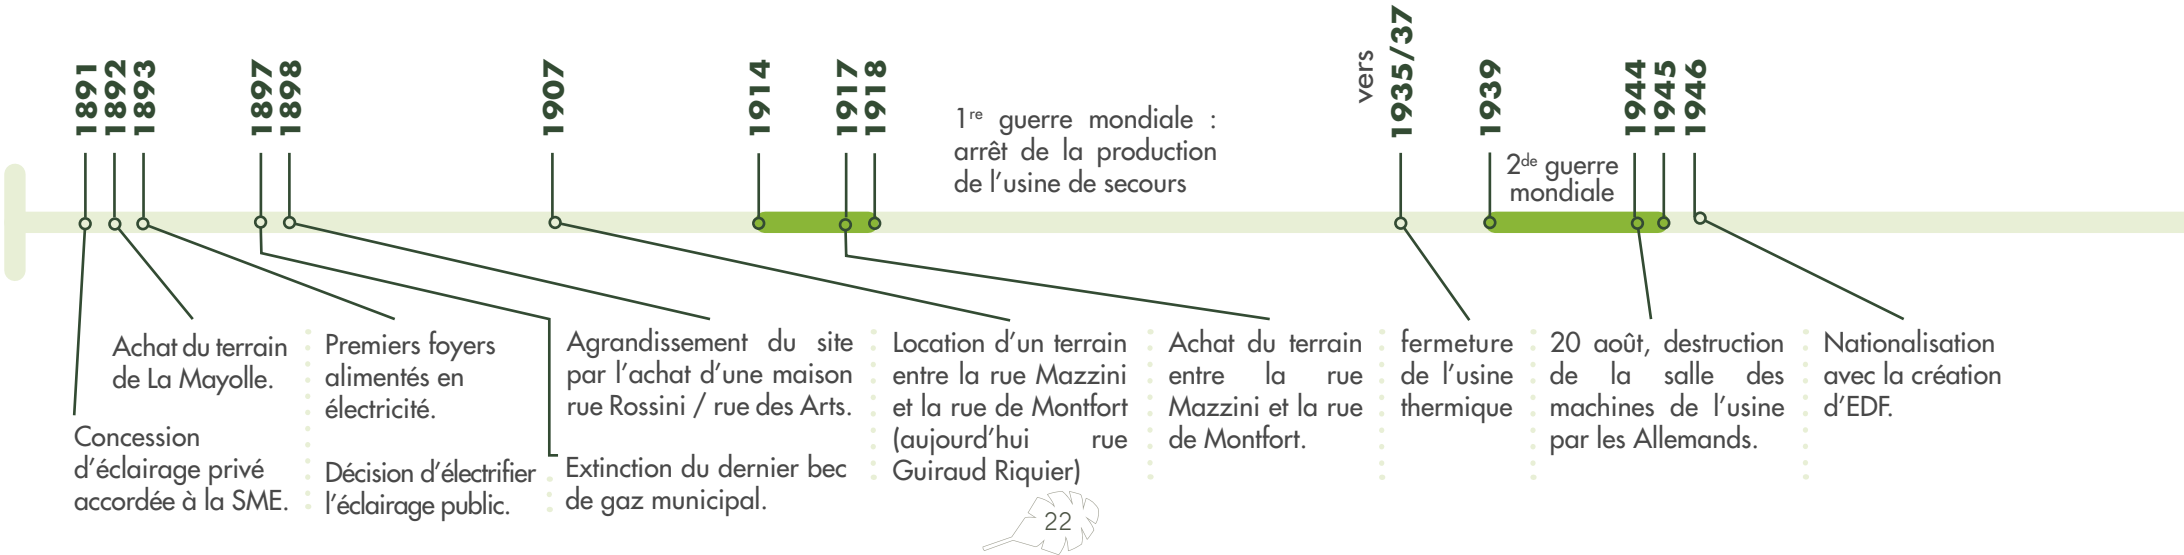 1891
1892
1893
1897
1898
1907
1914
1917
1918
vers
1935/37
1939
1944
1945
1946
1re guerre mondiale :
arrêt de la production
de l'usine de secours
2de guerre
mondiale
Concession
d'éclairage privé
accordée à la SME.
Achat du terrain
de La Mayolle.
Premiers foyers
alimentés en
électricité.
Décision d'électrifier
l'éclairage public.
Extinction du dernier bec
de gaz municipal.
Agrandissement du site
par l'achat d'une maison
rue Rossini / rue des Arts.
Location d'un terrain
entre la rue Mazzini
et la rue de Montfort
(aujourd'hui rue
Guiraud Riquier)
Achat du terrain
entre la rue
Mazzini et la rue
de Montfort.
fermeture
de l'usine
thermique
20 août, destruction
de la salle des
machines de l'usine
par les Allemands.
Nationalisation
avec la création
d'EDF.
22